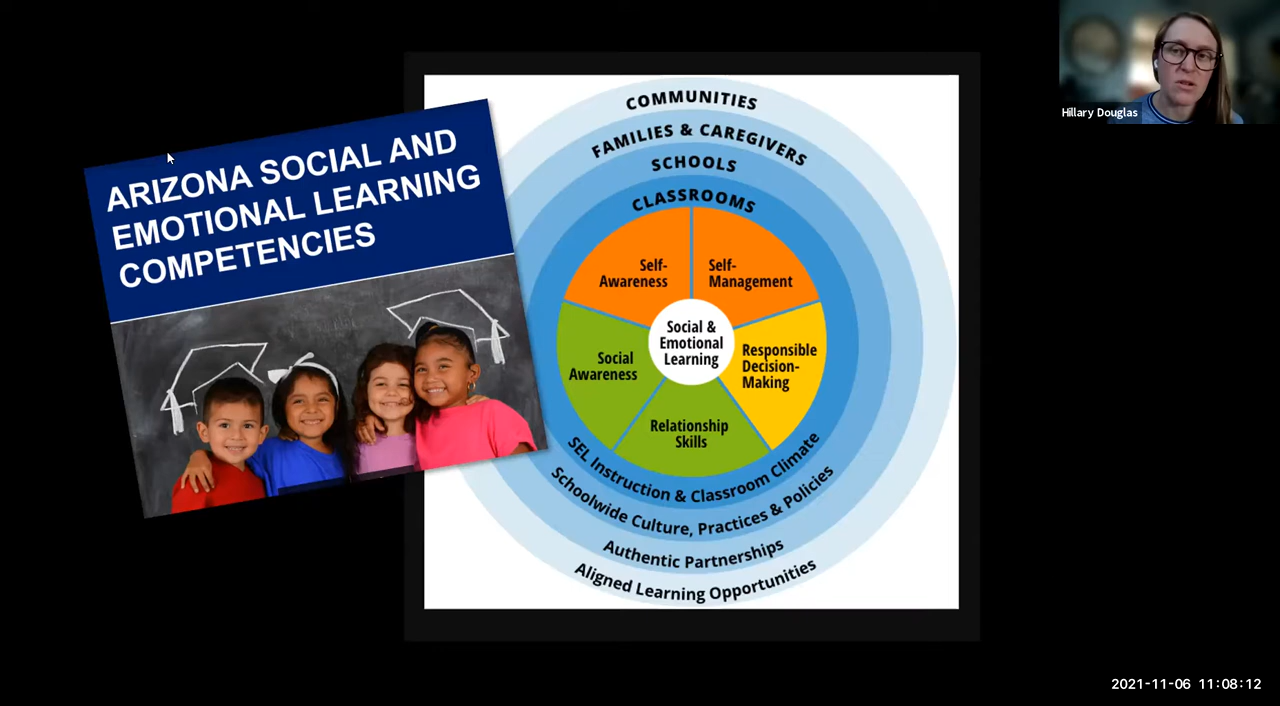 ARIZONA SOCIAL AND
EMOTIONAL LEARNING
COMPETENCIES
COMMUNITIES
FAMILIES & CAREGIVERS
SCHOOLS
CLASSROOMS
Self-
Awareness
Self-
Management
Social &
Emotional
Learning
Social
Awareness
Responsible
Decision-
Making
Relationship
Skills
SEL Instruction & Classroom Climate
Schoolwide Culture, Practices & Policies
Authentic Partnerships
Aligned Learning Opportunities
Hillary Douglas
2021-11-06 11:08:12